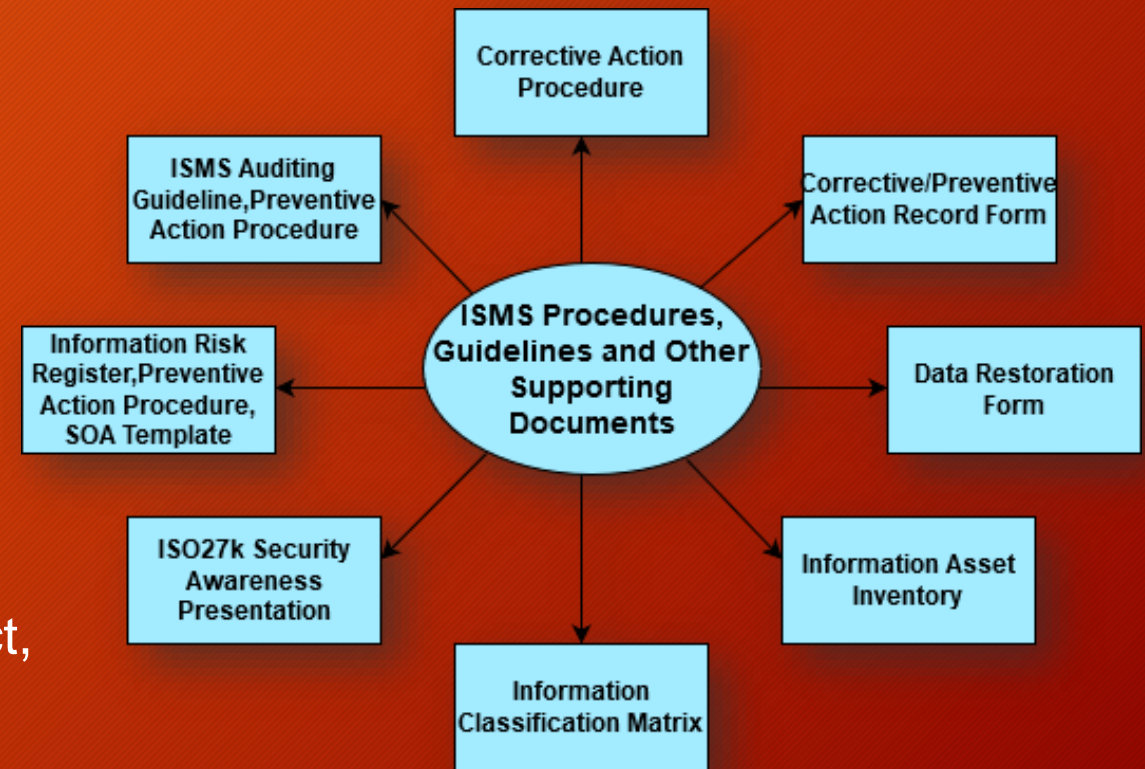 Corrective Action
Procedure
ISMS Auditing
Guideline,Preventive
Action Procedure
Corrective/Preventive
Action Record Form
ISMS Procedures,
Guidelines and Other
Supporting
Documents
Information Risk
Register,Preventive
Action Procedure,
SOA Template
Data Restoration
Form
ISO27k Security
Awareness
Presentation
Information Asset
Inventory
Information
Classification Matrix